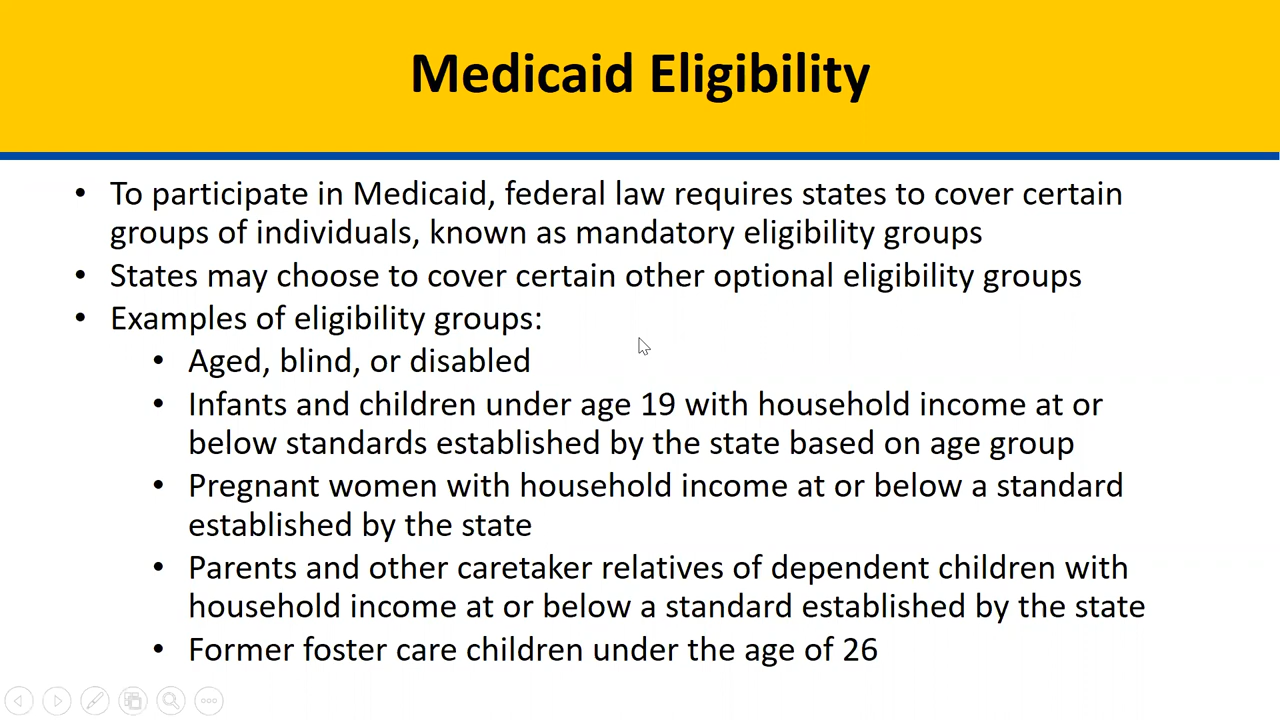 Medicaid Eligibility
• To participate in Medicaid, federal law requires states to cover certain
groups of individuals, known as mandatory eligibility groups
• States may choose to cover certain other optional eligibility groups
• Examples of eligibility groups:
• Aged, blind, or disabled
• Infants and children under age 19 with household income at or
below standards established by the state based on age group
• Pregnant women with household income at or below a standard
established by the state
• Parents and other caretaker relatives of dependent children with
household income at or below a standard established by the state
• Former foster care children under the age of 26